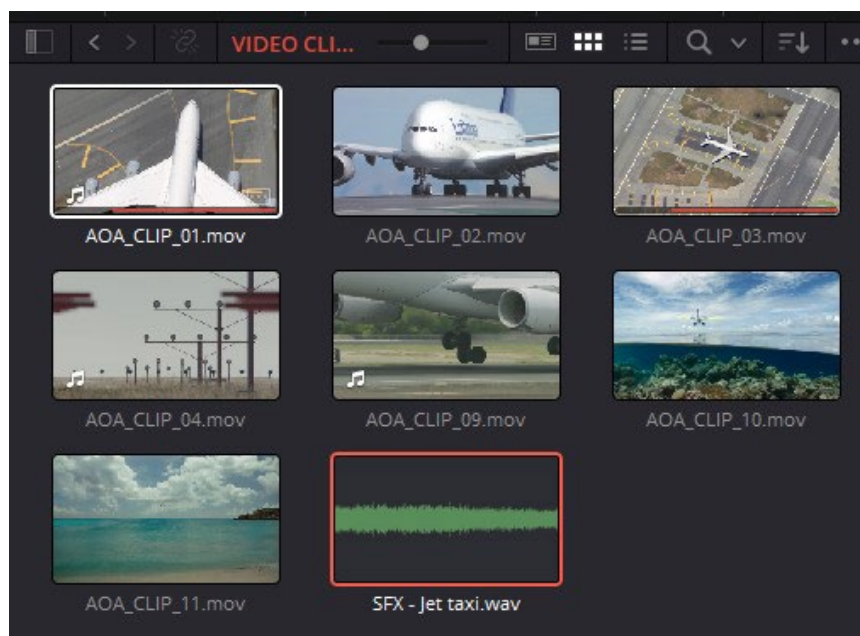 VIDEO CLI...
AOA_CLIP_01.mov
AOA_CLIP_02.mov
AOA_CLIP_03.mov
AOA_CLIP_04.mov
AOA_CLIP_09.mov
AOA_CLIP_10.mov
AOA_CLIP_11.mov
SFX - Jet taxi.wav